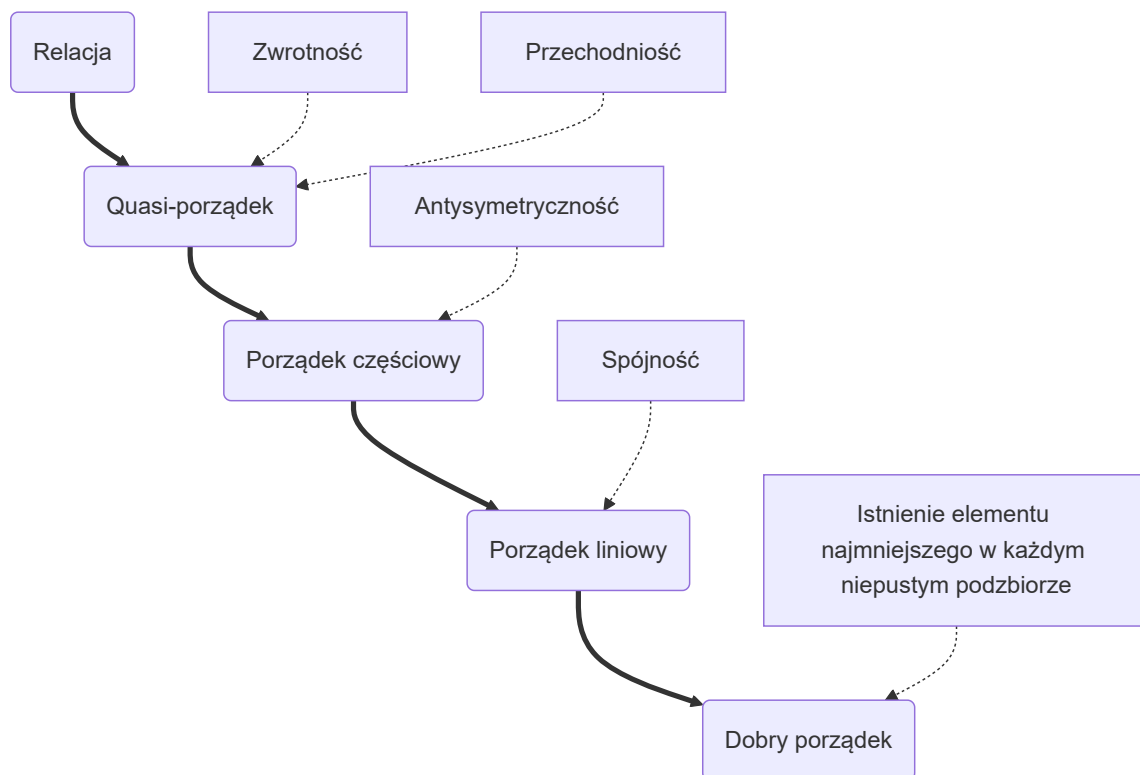 Relacja
Zwrotność
Przechodniość
Quasi-porządek
Antysymetryczność
Porządek częściowy
Spójność
Porządek liniowy
Istnienie elementu
najmniejszego w każdym
niepustym podzbiorze
Dobry porządek